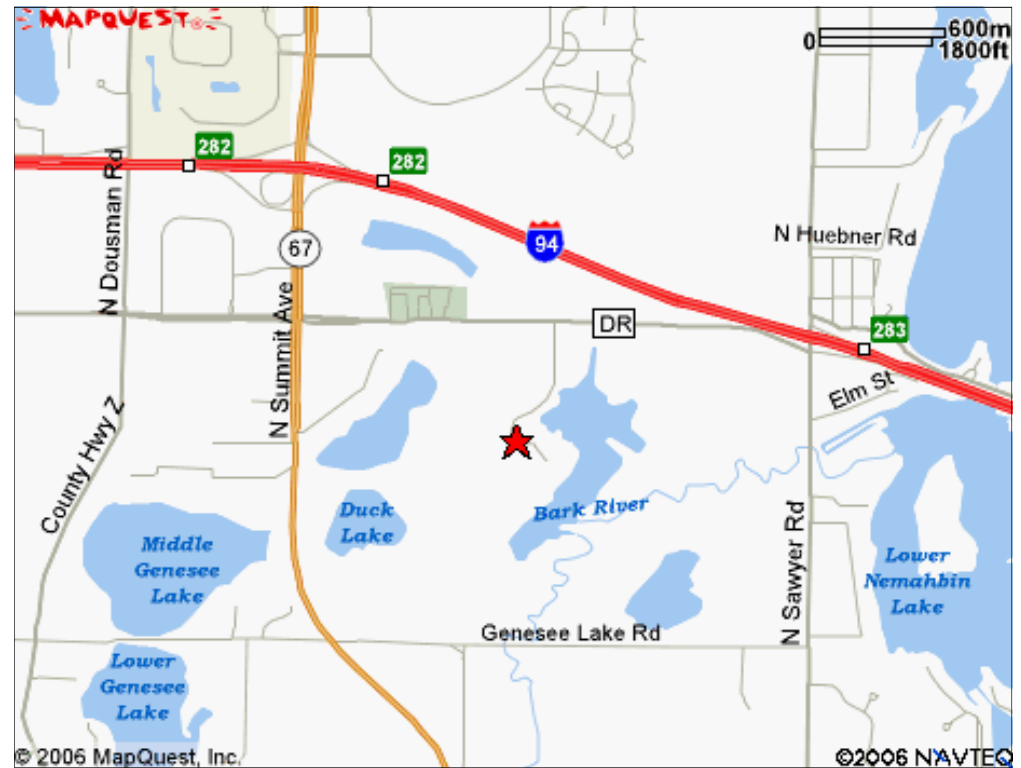 MAPQUEST
0 600m
1800ft
282
282
N Dousman Rd
N Huebner Rd
94
67
N Summit Ave
DR
283
Elm St
County Hwy Z
Duck
Lake
Bark River
Middle
Genesee
Lake
N Sawyer Rd
Lower
Nemahbin
Lake
Genesee Lake Rd
Lower
Genesee
Lake
© 2006 MapQuest, Inc.
©2006 NAVTEQ